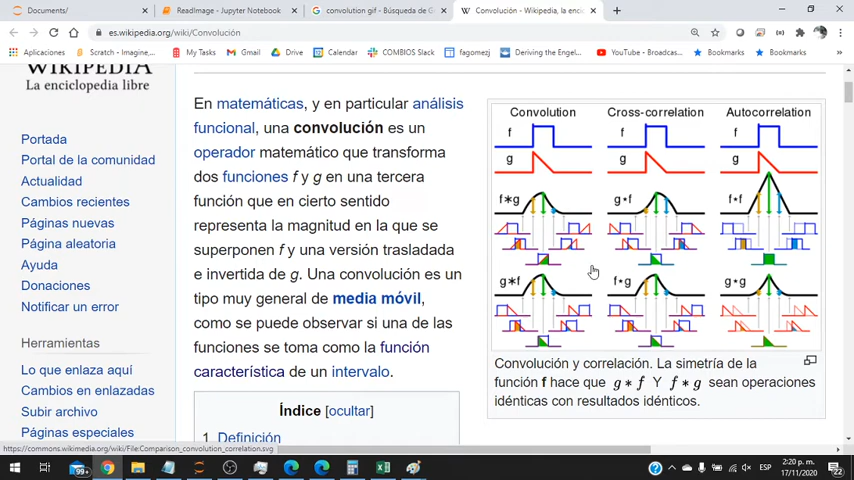 Documents/
ReadImage - Jupyter Notebook
convolution gif - Búsqueda de G
Convolución - Wikipedia, la enci
es.wikipedia.org/wiki/Convolución
Aplicaciones
Scratch - Imagine,...
My Tasks
Gmail
Drive
Calendar
COMBIOS Slack
fagomezj
Deriving the Engel...
YouTube - Broadcas...
Bookmarks
Bookmarks
WIKIPEDIA
La enciclopedia libre
Portada
Portal de la comunidad
Actualidad
Cambios recientes
Páginas nuevas
Página aleatoria
Ayuda
Donaciones
Notificar un error
Herramientas
Lo que enlaza aquí
Cambios en enlazadas
Subir archivo
Páginas especiales
En matemáticas, y en particular análisis
funcional, una convolución es un
operador matemático que transforma
dos funciones f y g en una tercera
función que en cierto sentido
representa la magnitud en la que se
superponen f y una versión trasladada
e invertida de g. Una convolución es un
tipo muy general de media móvil,
como se puede observar si una de las
funciones se toma como la función
característica de un intervalo.
Índice [ocultar]
1 Definición
Convolution
Cross-correlation
Autocorrelation
f
f
f
g
g
g
f∗g
g⋆f
f⋆f
g∗f
f⋆g
g⋆g
Convolución y correlación. La simetría de la
función f hace que g ∗ f Y f ⋆ g sean operaciones
idénticas con resultados idénticos.
https://commons.wikimedia.org/wiki/File:Comparison_convolution_correlation.svg
99+
ESP
2:20 p. m.
17/11/2020
22